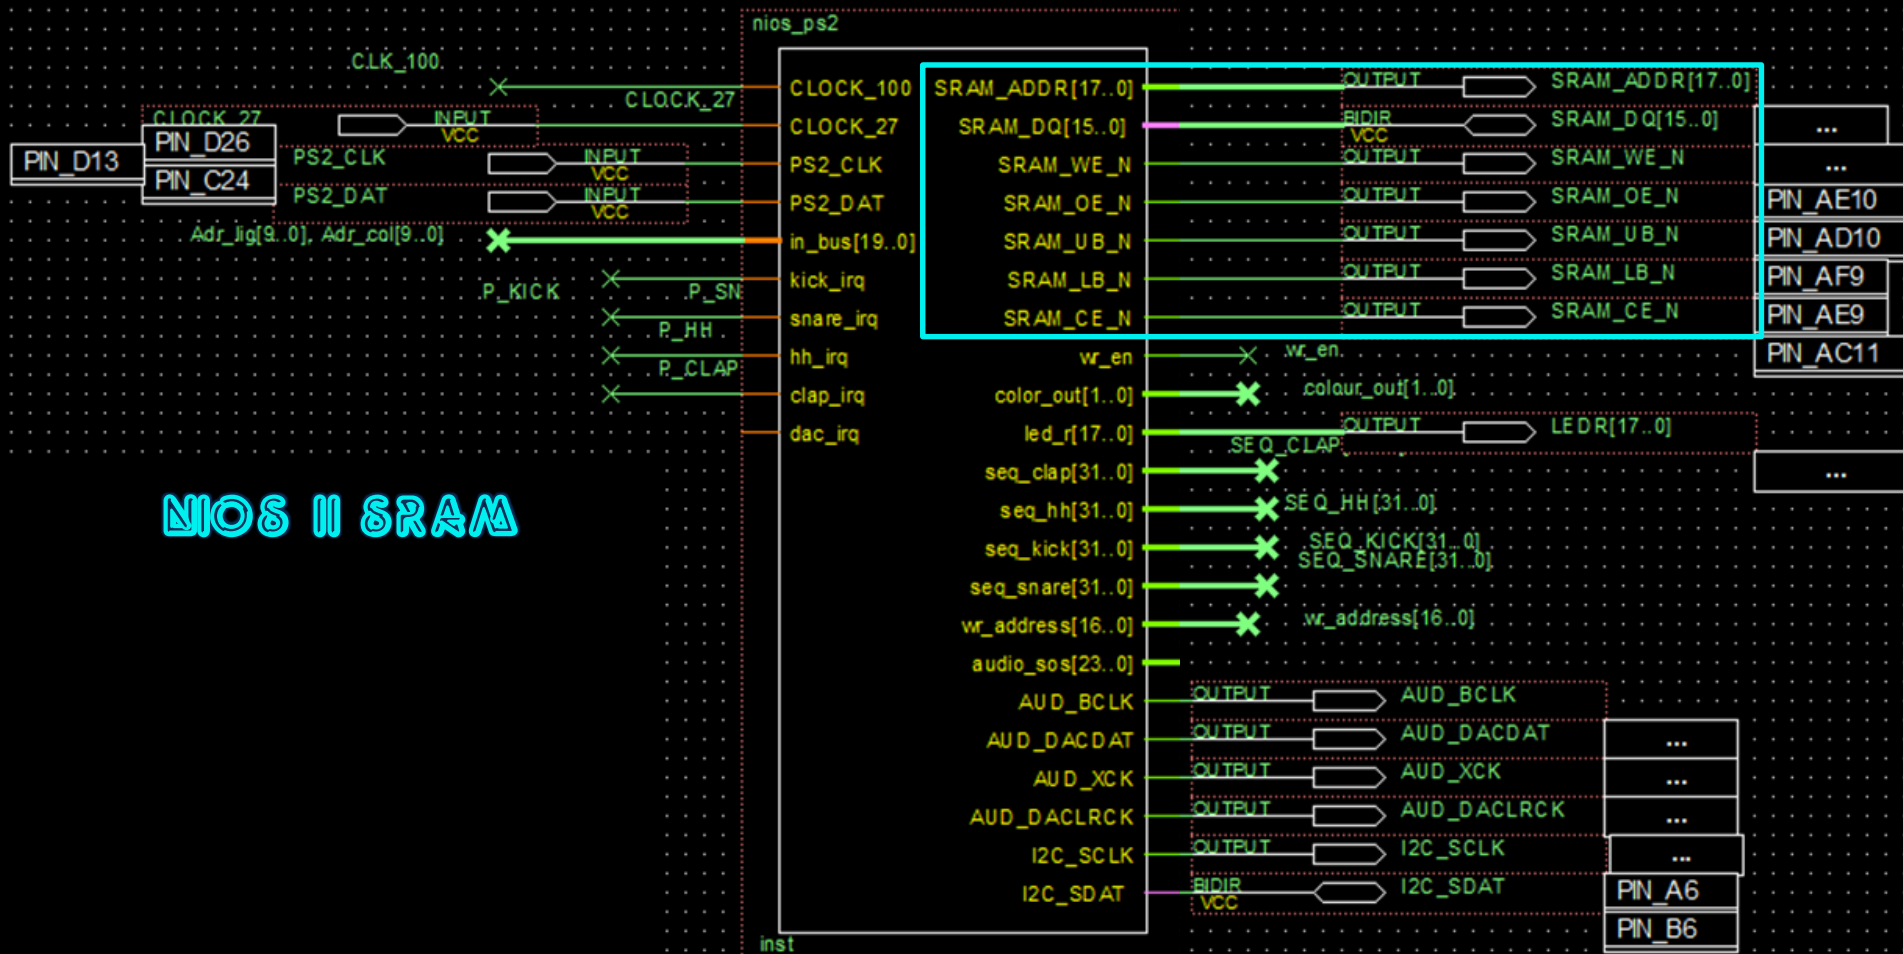 nios_ps2
CLK_100
CLOCK_100
SRAM_ADDR[17..0]
OUTPUT
SRAM_ADDR[17..0]
CLOCK_27
CLOCK_27
INPUT
VCC
CLOCK_27
SRAM_DQ[15..0]
BIDIR
VCC
SRAM_DQ[15..0]
...
PIN_D13
PIN_D26
PS2_CLK
INPUT
VCC
PS2_CLK
SRAM_WE_N
OUTPUT
SRAM_WE_N
...
PIN_C24
PS2_DAT
INPUT
VCC
PS2_DAT
SRAM_OE_N
OUTPUT
SRAM_OE_N
PIN_AE10
Adr_lig[9..0], Adr_col[9..0]
in_bus[19..0]
SRAM_UB_N
OUTPUT
SRAM_UB_N
PIN_AD10
P_KICK
kick_irq
SRAM_LB_N
OUTPUT
SRAM_LB_N
PIN_AF9
P_SN
snare_irq
SRAM_CE_N
OUTPUT
SRAM_CE_N
PIN_AE9
P_HH
hh_irq
wr_en
wr_en
PIN_AC11
P_CLAP
clap_irq
color_out[1..0]
colour_out[1..0]
dac_irq
led_r[17..0]
OUTPUT
LEDR[17..0]
SEQ_CLAP
seq_clap[31..0]
...
NIOS II SRAM
seq_hh[31..0]
SEQ_HH[31..0]
seq_kick[31..0]
SEQ_KICK[31..0]
SEQ_SNARE[31..0]
seq_snare[31..0]
wr_address[16..0]
wr_address[16..0]
audio_sos[23..0]
AUD_BCLK
OUTPUT
AUD_BCLK
AUD_DACDAT
OUTPUT
AUD_DACDAT
...
AUD_XCK
OUTPUT
AUD_XCK
...
AUD_DACLRCK
OUTPUT
AUD_DACLRCK
...
I2C_SCLK
OUTPUT
I2C_SCLK
...
I2C_SDAT
BIDIR
VCC
I2C_SDAT
PIN_A6
PIN_B6
inst